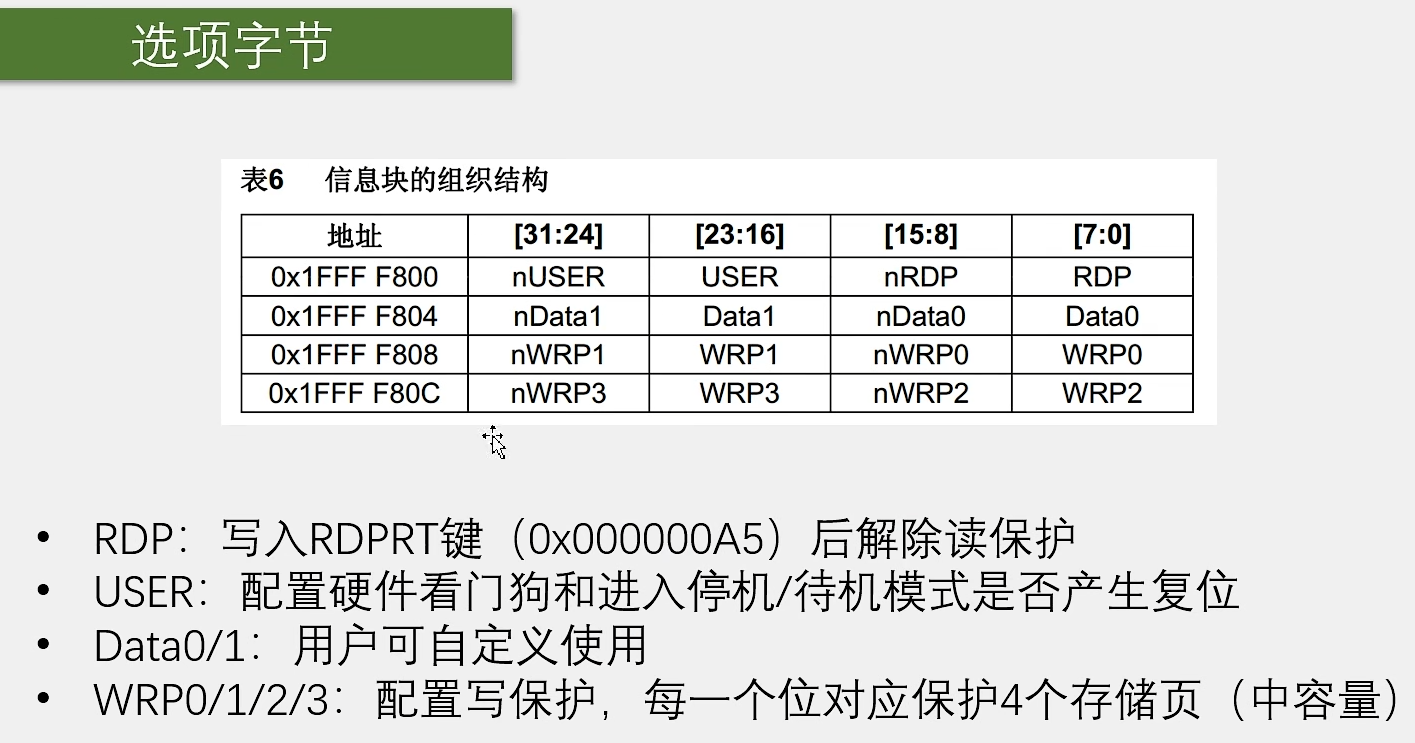 选项字节
表6 信息块的组织结构
地址 [31:24] [23:16] [15:8] [7:0]
0x1FFF F800 nUSER USER nRDP RDP
0x1FFF F804 nData1 Data1 nData0 Data0
0x1FFF F808 nWRP1 WRP1 nWRP0 WRP0
0x1FFF F80C nWRP3 WRP3 nWRP2 WRP2
• RDP：写入RDPRT键（0x000000A5）后解除读保护
• USER：配置硬件看门狗和进入停机/待机模式是否产生复位
• Data0/1：用户可自定义使用
• WRP0/1/2/3：配置写保护，每一个位对应保护4个存储页（中容量）